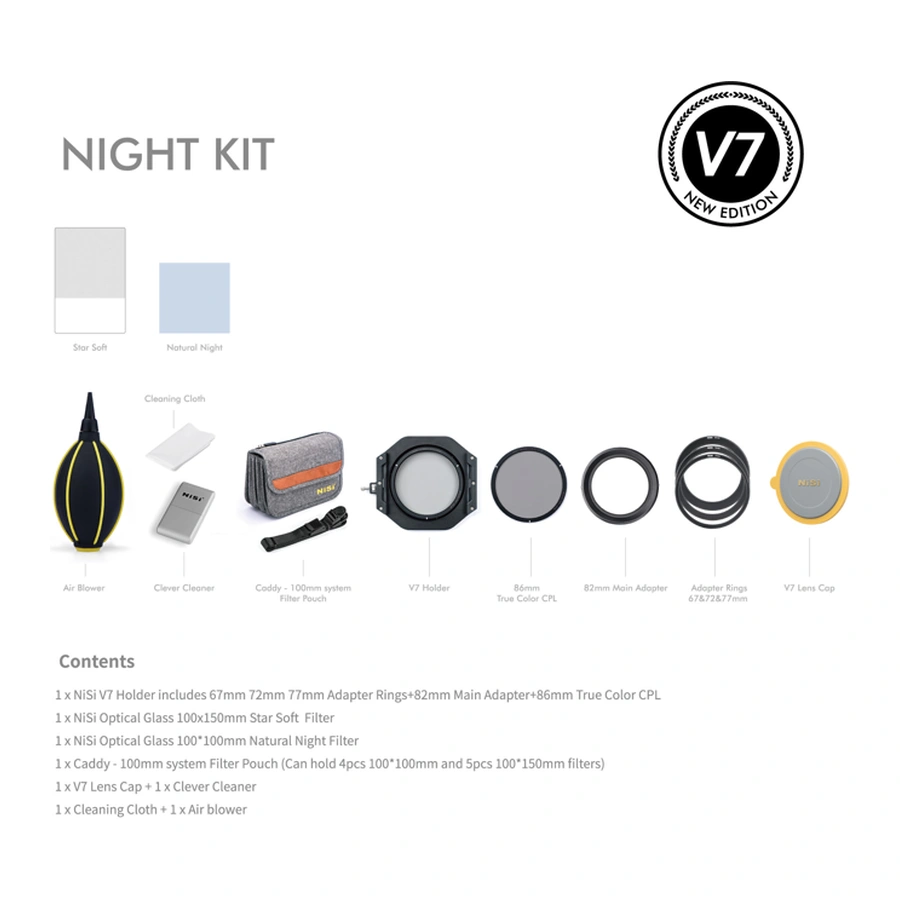 NIGHT KIT
V7
NEW EDITION
Star Soft
Natural Night
Cleaning Cloth
NiSi
NiSi
NiSi
Air Blower
Clever Cleaner
Caddy - 100mm system
Filter Pouch
V7 Holder
86mm
True Color CPL
82mm Main Adapter
Adapter Rings
67&72&77mm
V7 Lens Cap
Contents
1 x NiSi V7 Holder includes 67mm 72mm 77mm Adapter Rings+82mm Main Adapter+86mm True Color CPL
1 x NiSi Optical Glass 100x150mm Star Soft Filter
1 x NiSi Optical Glass 100*100mm Natural Night Filter
1 x Caddy - 100mm system Filter Pouch (Can hold 4pcs 100*100mm and 5pcs 100*150mm filters)
1 x V7 Lens Cap + 1 x Clever Cleaner
1 x Cleaning Cloth + 1 x Air blower